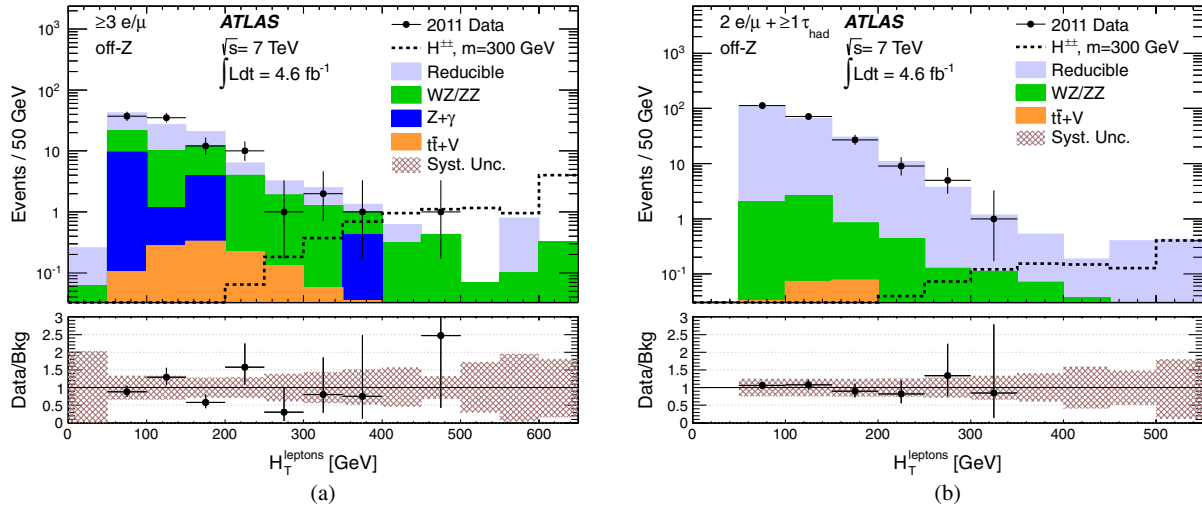 ≥3 e/μ
off-Z
ATLAS
√s= 7 TeV
∫Ldt = 4.6 fb⁻¹
2011 Data
H±±, m=300 GeV
Reducible
WZ/ZZ
Z+γ
tt̄+V
Syst. Unc.
Events / 50 GeV
10³
10²
10
1
10⁻¹
Data/Bkg
3
2.5
2
1.5
1
0.5
0
0 100 200 300 400 500 600
H_T^leptons [GeV]
(a)
2 e/μ + ≥1τ_had
off-Z
ATLAS
√s= 7 TeV
∫Ldt = 4.6 fb⁻¹
2011 Data
H±±, m=300 GeV
Reducible
WZ/ZZ
tt̄+V
Syst. Unc.
Events / 50 GeV
10³
10²
10
1
10⁻¹
Data/Bkg
3
2.5
2
1.5
1
0.5
0
0 100 200 300 400 500
H_T^leptons [GeV]
(b)